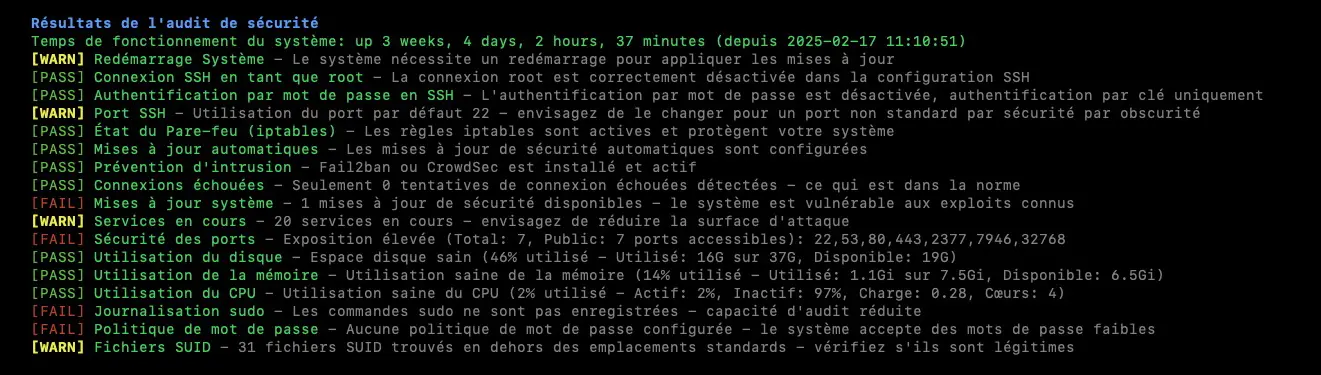 Résultats de l'audit de sécurité
Temps de fonctionnement du système: up 3 weeks, 4 days, 2 hours, 37 minutes (depuis 2025-02-17 11:10:51)
[WARN] Redémarrage Système - Le système nécessite un redémarrage pour appliquer les mises à jour
[PASS] Connexion SSH en tant que root - La connexion root est correctement désactivée dans la configuration SSH
[PASS] Authentification par mot de passe en SSH - L'authentification par mot de passe est désactivée, authentification par clé uniquement
[WARN] Port SSH - Utilisation du port par défaut 22 - envisagez de le changer pour un port non standard par sécurité par obscurité
[PASS] État du Pare-feu (iptables) - Les règles iptables sont actives et protègent votre système
[PASS] Mises à jour automatiques - Les mises à jour de sécurité automatiques sont configurées
[PASS] Prévention d'intrusion - Fail2ban ou CrowdSec est installé et actif
[PASS] Connexions échouées - Seulement 0 tentatives de connexion échouées détectées - ce qui est dans la norme
[FAIL] Mises à jour système - 1 mises à jour de sécurité disponibles - le système est vulnérable aux exploits connus
[WARN] Services en cours - 20 services en cours - envisagez de réduire la surface d'attaque
[FAIL] Sécurité des ports - Exposition élevée (Total: 7, Public: 7 ports accessibles): 22,53,80,443,2377,7946,32768
[PASS] Utilisation du disque - Espace disque sain (46% utilisé - Utilisé: 16G sur 37G, Disponible: 19G)
[PASS] Utilisation de la mémoire - Utilisation saine de la mémoire (14% utilisé - Utilisé: 1.1Gi sur 7.5Gi, Disponible: 6.5Gi)
[PASS] Utilisation du CPU - Utilisation saine du CPU (2% utilisé - Actif: 2%, Inactif: 97%, Charge: 0.28, Cœurs: 4)
[FAIL] Journalisation sudo - Les commandes sudo ne sont pas enregistrées - capacité d'audit réduite
[FAIL] Politique de mot de passe - Aucune politique de mot de passe configurée - le système accepte des mots de passe faibles
[WARN] Fichiers SUID - 31 fichiers SUID trouvés en dehors des emplacements standards - vérifiez s'ils sont légitimes